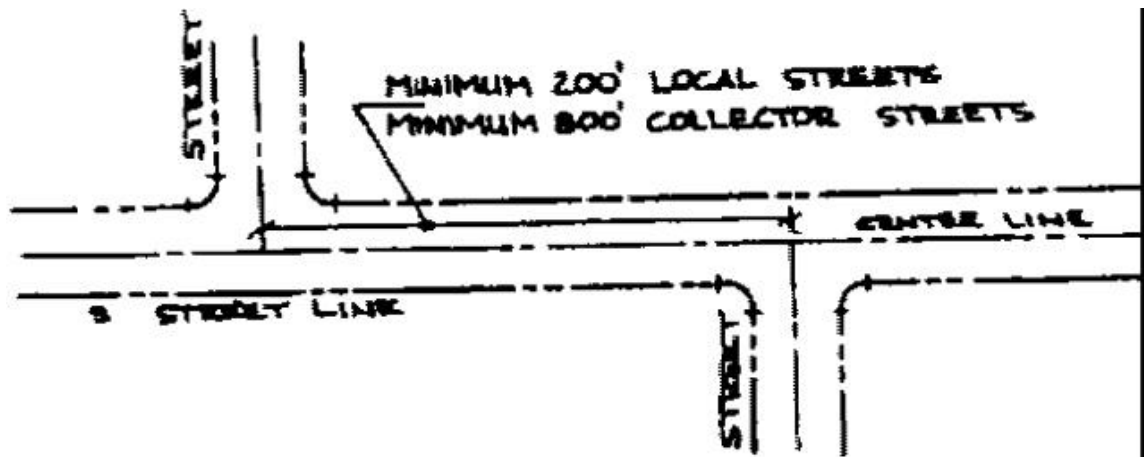 STREET
MINIMUM 200' LOCAL STREETS
MINIMUM 800' COLLECTOR STREETS
CENTER LINE
STREET LINE
STREET